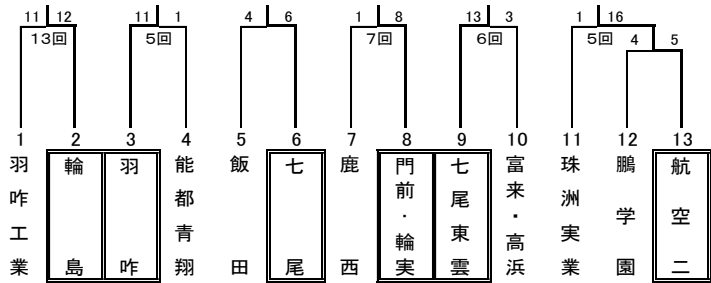 11 12 11 1 4 6 1 8 13 3 1 16
13回 5回 7回 6回 5回 4 5
1 2 3 4 5 6 7 8 9 10 11 12 13
羽咋工業
輪島
羽咋
能都青翔
飯田
七尾
鹿西
門前・輪実
七尾東雲
富来・高浜
珠洲実業
鵬学園
航空二